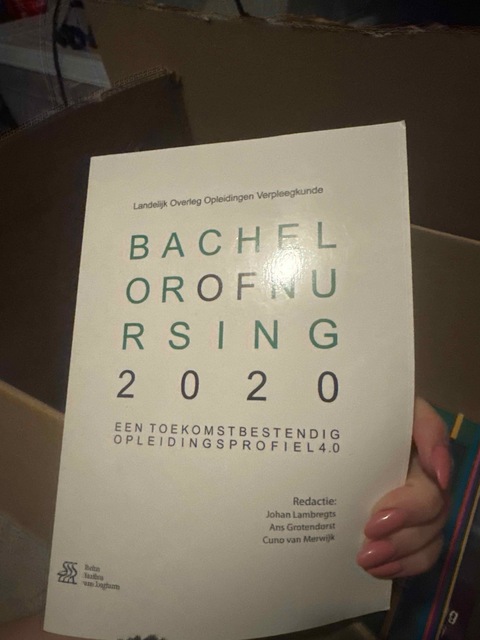 Landelijk Overleg Opleidingen Verpleegkunde
BACHEL
OROFNU
RSING
2020
EEN TOEKOMSTBESTENDIG
OPLEIDINGSPROFIEL 4.0
Redactie:
Johan Lambregts
Ans Grotendorst
Cuno van Merwijk
Bohn
Stafleu
van Loghum